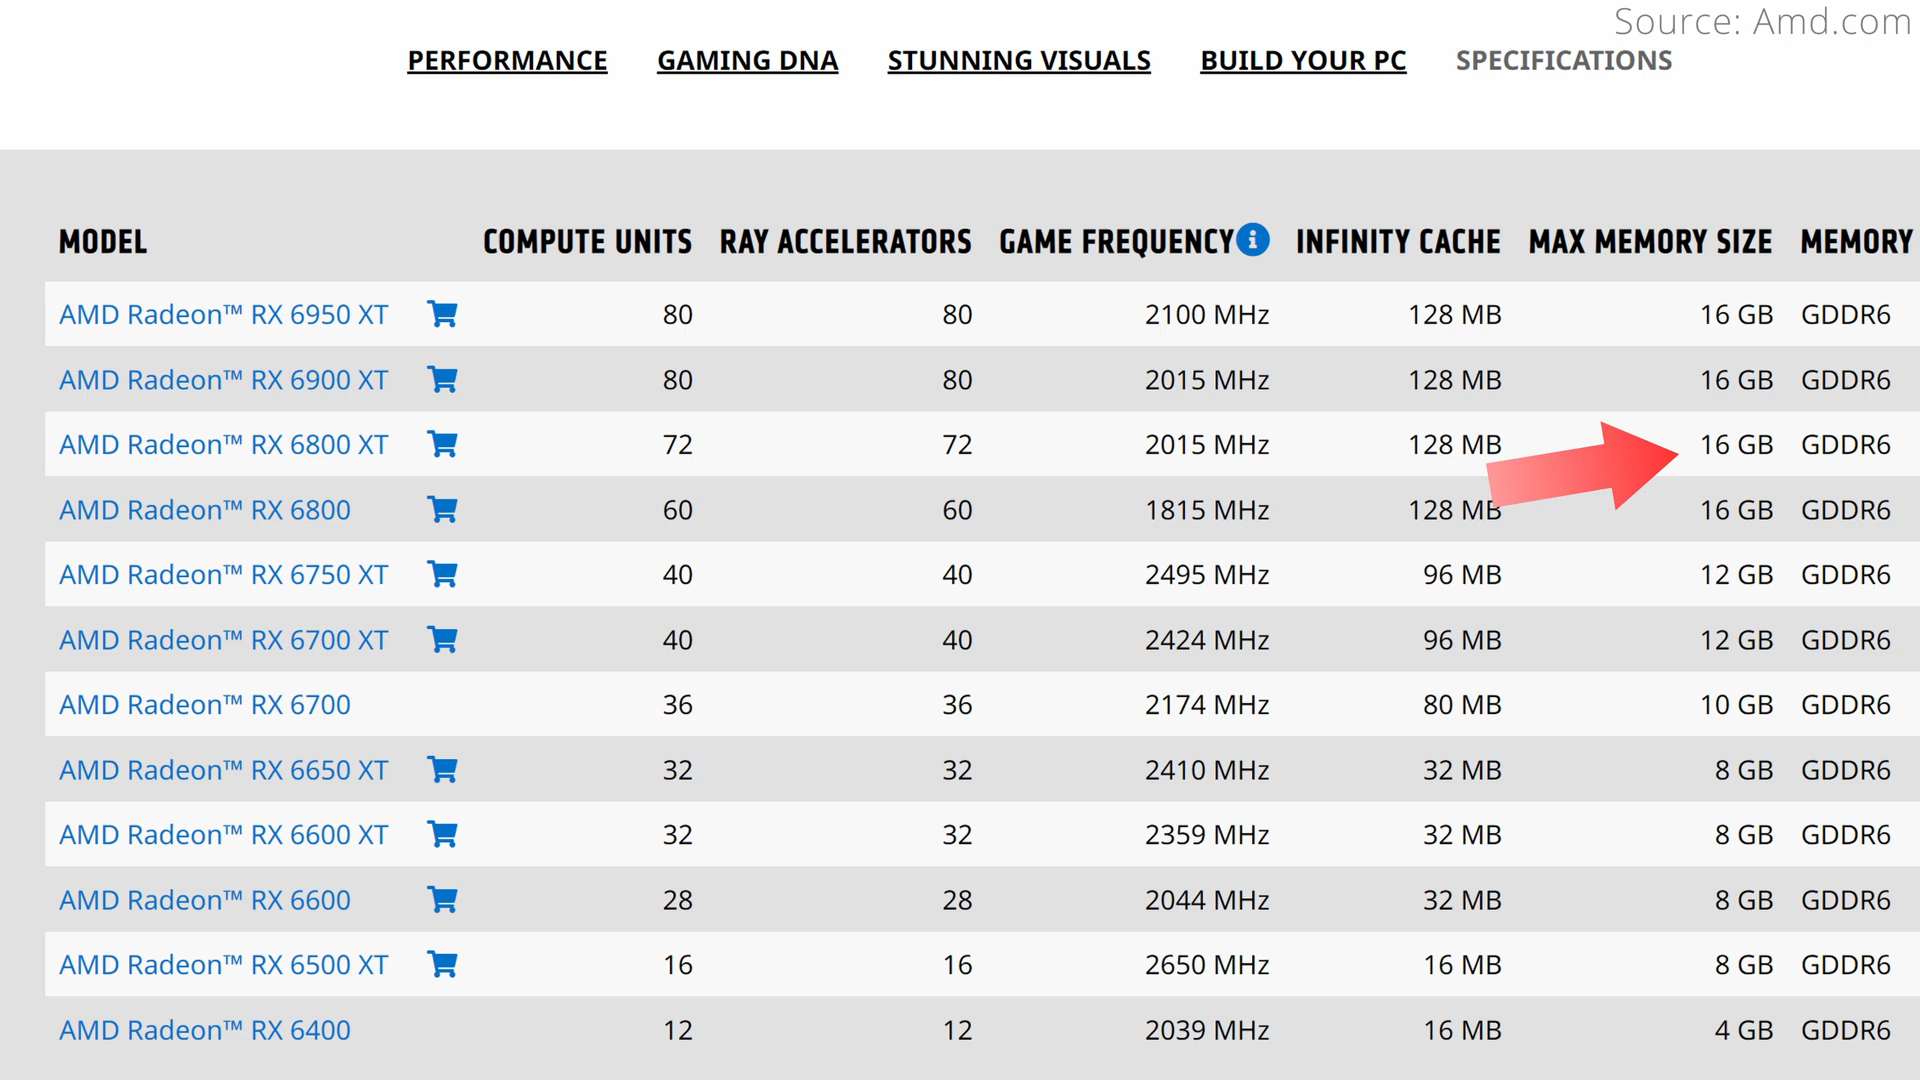 Source: Amd.com
PERFORMANCE GAMING DNA STUNNING VISUALS BUILD YOUR PC SPECIFICATIONS
MODEL COMPUTE UNITS RAY ACCELERATORS GAME FREQUENCY INFINITY CACHE MAX MEMORY SIZE MEMORY
AMD Radeon™ RX 6950 XT 80 80 2100 MHz 128 MB 16 GB GDDR6
AMD Radeon™ RX 6900 XT 80 80 2015 MHz 128 MB 16 GB GDDR6
AMD Radeon™ RX 6800 XT 72 72 2015 MHz 128 MB 16 GB GDDR6
AMD Radeon™ RX 6800 60 60 1815 MHz 128 MB 16 GB GDDR6
AMD Radeon™ RX 6750 XT 40 40 2495 MHz 96 MB 12 GB GDDR6
AMD Radeon™ RX 6700 XT 40 40 2424 MHz 96 MB 12 GB GDDR6
AMD Radeon™ RX 6700 36 36 2174 MHz 80 MB 10 GB GDDR6
AMD Radeon™ RX 6650 XT 32 32 2410 MHz 32 MB 8 GB GDDR6
AMD Radeon™ RX 6600 XT 32 32 2359 MHz 32 MB 8 GB GDDR6
AMD Radeon™ RX 6600 28 28 2044 MHz 32 MB 8 GB GDDR6
AMD Radeon™ RX 6500 XT 16 16 2650 MHz 16 MB 8 GB GDDR6
AMD Radeon™ RX 6400 12 12 2039 MHz 16 MB 4 GB GDDR6